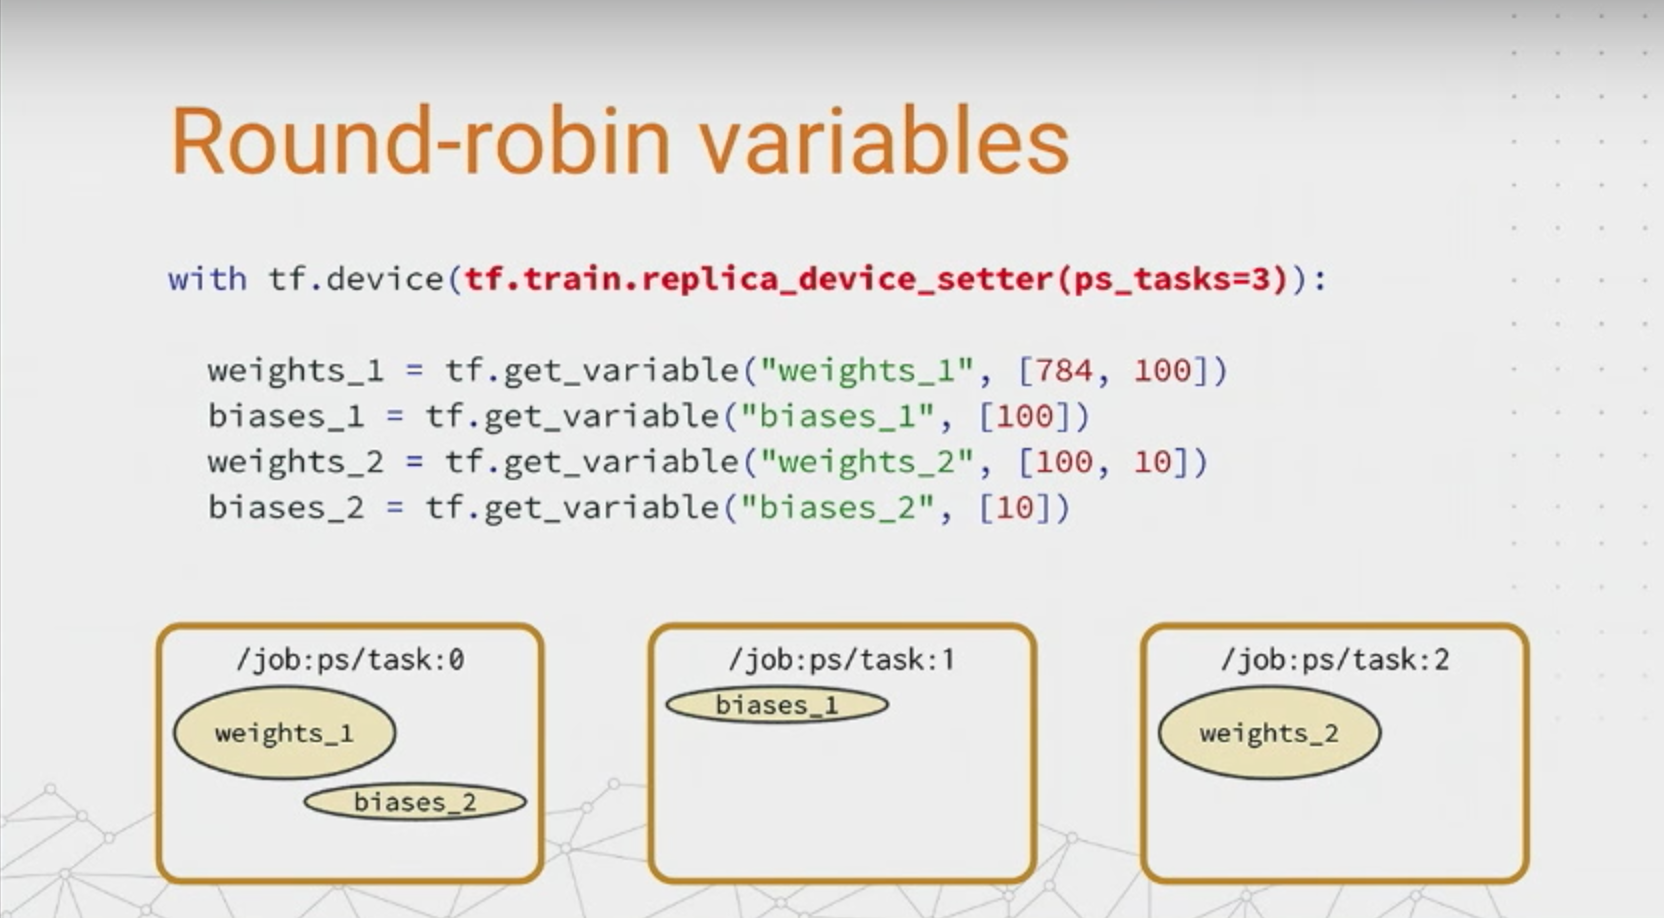 Round-robin variables
with tf.device(tf.train.replica_device_setter(ps_tasks=3)):
weights_1 = tf.get_variable("weights_1", [784, 100])
biases_1 = tf.get_variable("biases_1", [100])
weights_2 = tf.get_variable("weights_2", [100, 10])
biases_2 = tf.get_variable("biases_2", [10])
/job:ps/task:0
weights_1
biases_2
/job:ps/task:1
biases_1
/job:ps/task:2
weights_2